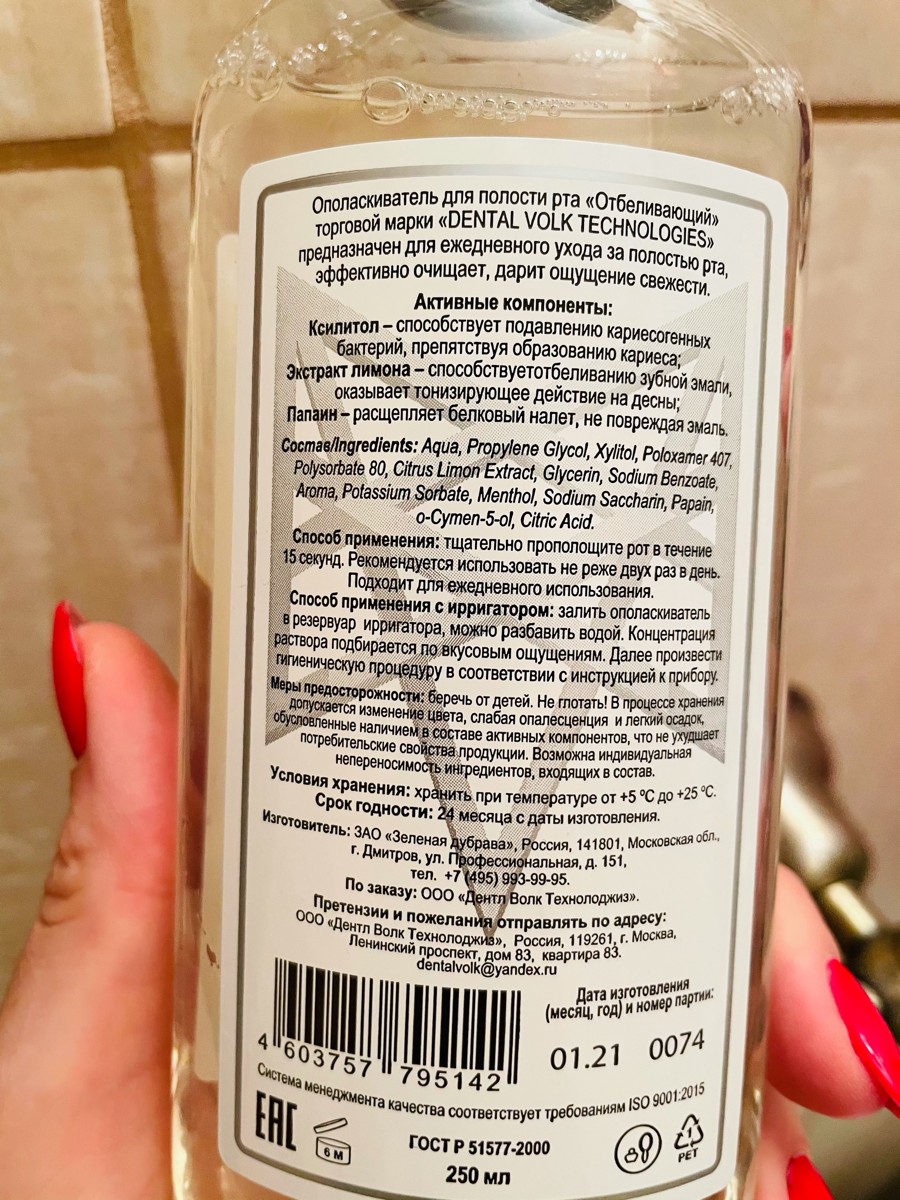 Ополаскиватель для полости рта «Отбеливающий»
торговой марки «DENTAL VOLK TECHNOLOGIES»
предназначен для ежедневного ухода за полостью рта,
эффективно очищает, дарит ощущение свежести.
Активные компоненты:
Ксилитол – способствует подавлению кариесогенных
бактерий, препятствуя образованию кариеса;
Экстракт лимона – способствуетотбеливанию зубной эмали,
оказывает тонизирующее действие на десны;
Папаин – расщепляет белковый налет, не повреждая эмаль.
Состав/Ingredients: Aqua, Propylene Glycol, Xylitol, Poloxamer 407,
Polysorbate 80, Citrus Limon Extract, Glycerin, Sodium Benzoate,
Aroma, Potassium Sorbate, Menthol, Sodium Saccharin, Papain,
o-Cymen-5-ol, Citric Acid.
Способ применения: тщательно прополощите рот в течение
15 секунд. Рекомендуется использовать не реже двух раз в день.
Подходит для ежедневного использования.
Способ применения с ирригатором: залить ополаскиватель
в резервуар ирригатора, можно разбавить водой. Концентрация
раствора подбирается по вкусовым ощущениям. Далее произвести
гигиеническую процедуру в соответствии с инструкцией к прибору.
Меры предосторожности: беречь от детей. Не глотать! В процессе хранения
допускается изменение цвета, слабая опалесценция и легкий осадок,
обусловленные наличием в составе активных компонентов, что не ухудшает
потребительские свойства продукции. Возможна индивидуальная
непереносимость ингредиентов, входящих в состав.
Условия хранения: хранить при температуре от +5 ºС до +25 ºС.
Срок годности: 24 месяца с даты изготовления.
Изготовитель: ЗАО «Зеленая дубрава», Россия, 141801, Московская обл.,
г. Дмитров, ул. Профессиональная, д. 151,
тел. +7 (495) 993-99-95.
По заказу: ООО «Дентл Волк Технолоджиз».
Претензии и пожелания отправлять по адресу:
ООО «Дентл Волк Технолоджиз», Россия, 119261, г. Москва,
Ленинский проспект, дом 83, квартира 83.
dentalvolk@yandex.ru
Дата изготовления
(месяц, год) и номер партии:
01.21 0074
4 603757 795142
Система менеджмента качества соответствует требованиям ISO 9001:2015
EAC
6 М
ГОСТ Р 51577-2000
250 мл
1
PET